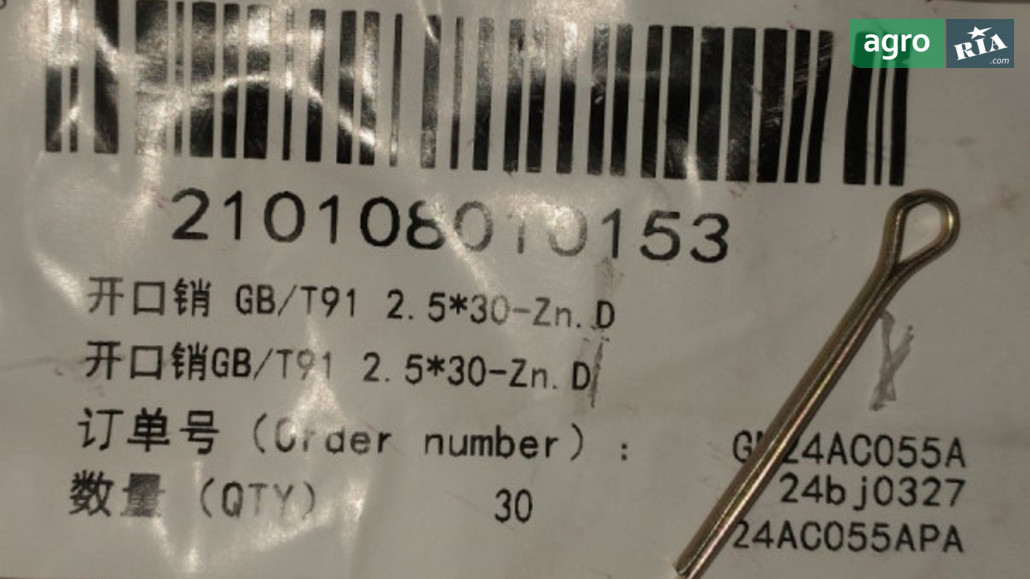 agro RIA.com
210108010153
开口销 GB/T91 2.5*30-Zn.D
开口销GB/T91 2.5*30-Zn.D
订单号（Order number）：
24AC055A
24bj0327
数量（QTY） 30
24AC055APA